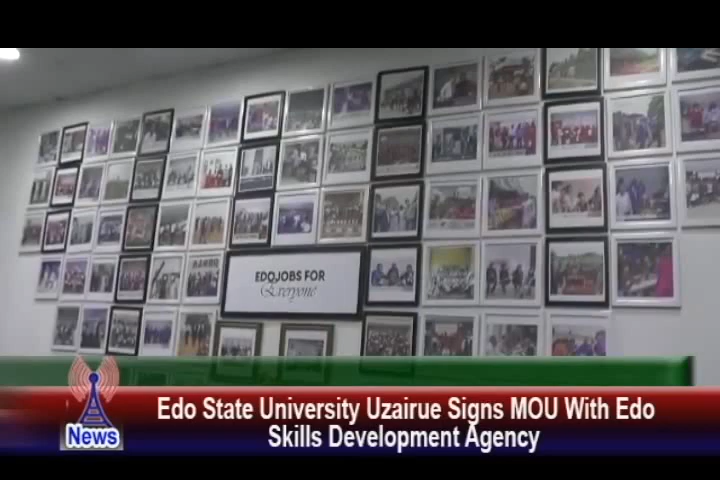 EDOJOBS FOR
Everyone
Edo State University Uzairue Signs MOU With Edo
Skills Development Agency
News